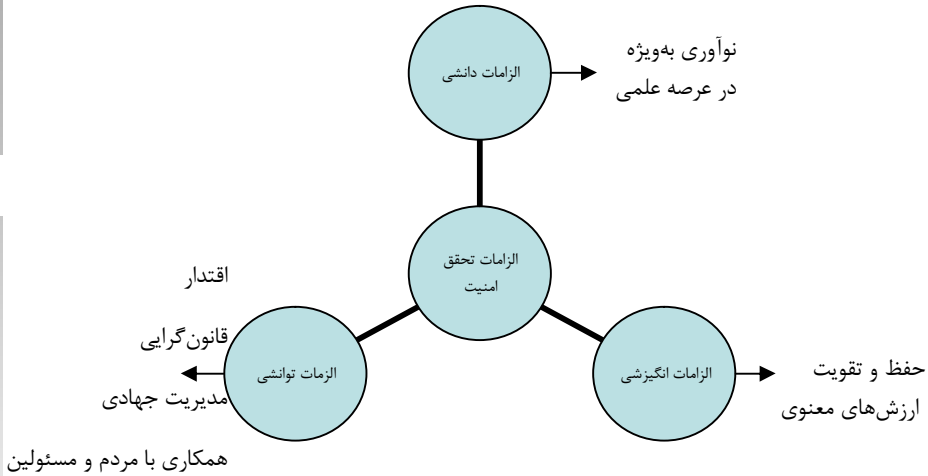 نوآوری به‌ویژه
در عرصه علمی
الزامات دانشی
الزامات تحقق
امنیت
الزامات انگیزشی
حفظ و تقویت
ارزش‌های معنوی
الزمات توانشی
اقتدار
قانون‌گرایی
مدیریت جهادی
همکاری با مردم و مسئولین